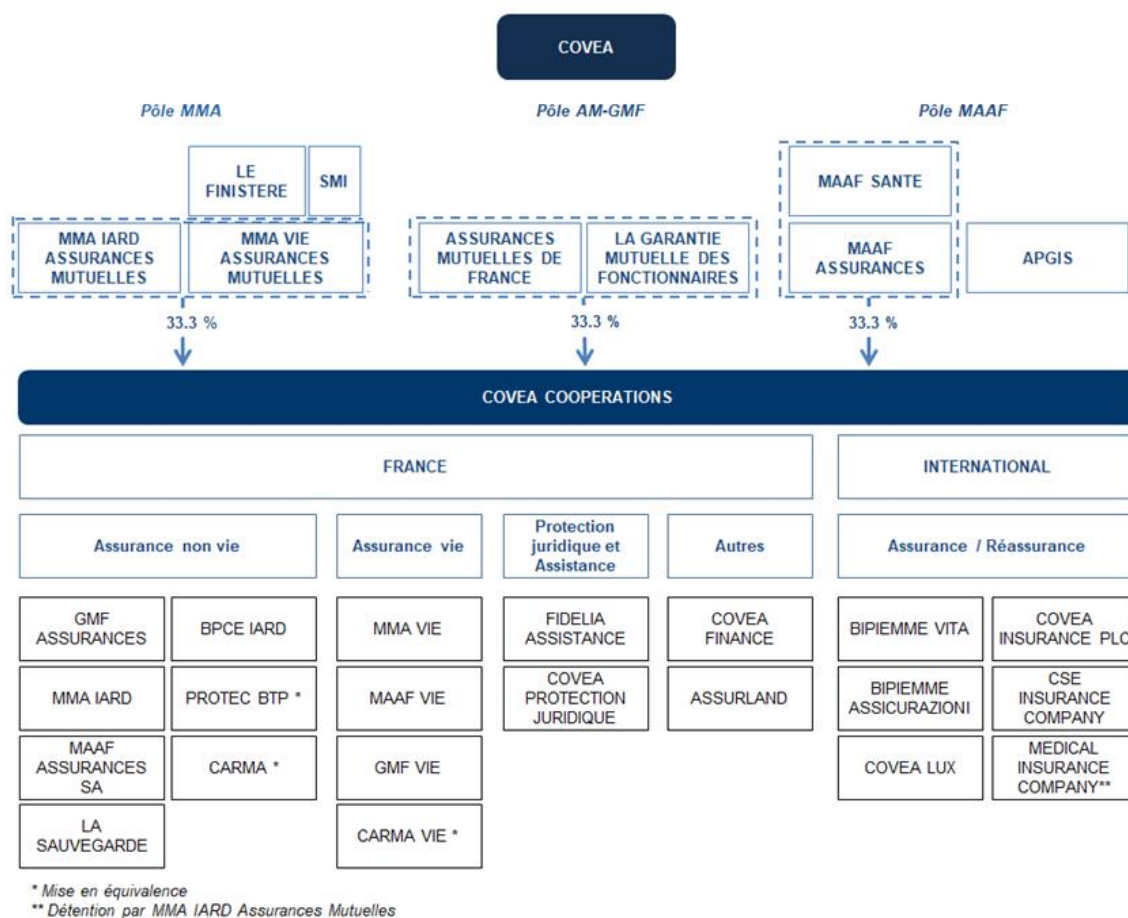 COVEA
Pôle MMA
Pôle AM-GMF
Pôle MAAF
LE
FINISTERE
SMI
MAAF SANTE
MMA IARD
ASSURANCES
MUTUELLES
MMA VIE
ASSURANCES
MUTUELLES
ASSURANCES
MUTUELLES DE
FRANCE
LA GARANTIE
MUTUELLE DES
FONCTIONNAIRES
MAAF
ASSURANCES
APGIS
33.3 %
33.3 %
33.3 %
COVEA COOPERATIONS
FRANCE
INTERNATIONAL
Assurance non vie
Assurance vie
Protection
juridique et
Assistance
Autres
Assurance / Réassurance
GMF
ASSURANCES
BPCE IARD
MMA VIE
FIDELIA
ASSISTANCE
COVEA
FINANCE
BIPIEMME VITA
COVEA
INSURANCE PLC
MMA IARD
PROTEC BTP *
MAAF VIE
COVEA
PROTECTION
JURIDIQUE
ASSURLAND
BIPIEMME
ASSICURAZIONI
CSE
INSURANCE
COMPANY
MAAF
ASSURANCES
SA
CARMA *
GMF VIE
COVEA LUX
MEDICAL
INSURANCE
COMPANY**
LA
SAUVEGARDE
CARMA VIE *
* Mise en équivalence
** Détention par MMA IARD Assurances Mutuelles